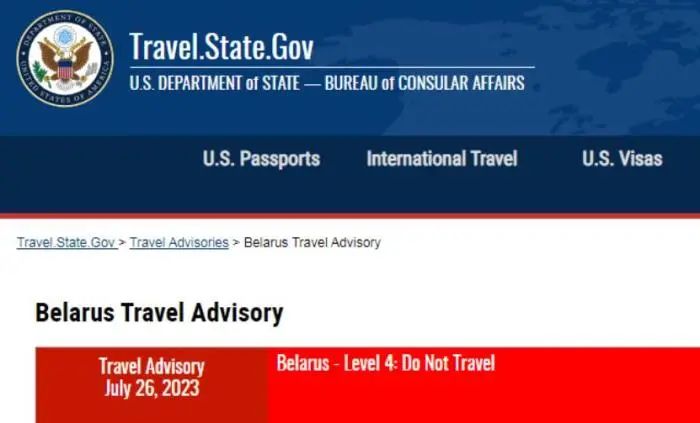 DEPARTMENT OF STATE
UNITED STATES OF AMERICA
Travel.State.Gov
U.S. DEPARTMENT of STATE — BUREAU of CONSULAR AFFAIRS
U.S. Passports International Travel U.S. Visas
Travel.State.Gov > Travel Advisories > Belarus Travel Advisory
Belarus Travel Advisory
Travel Advisory Belarus - Level 4: Do Not Travel
July 26, 2023